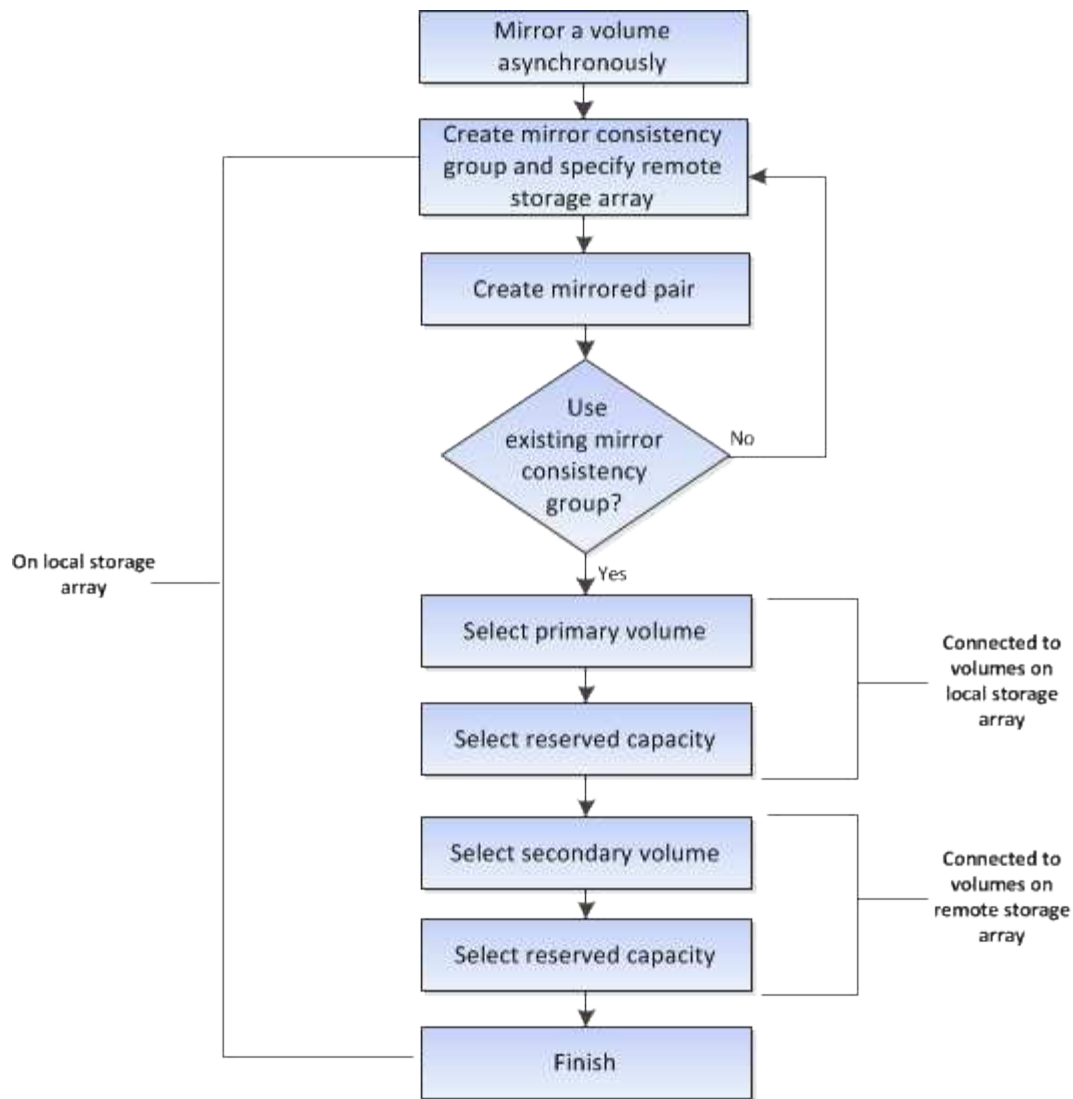 Mirror a volume
asynchronously
Create mirror consistency
group and specify remote
storage array
Create mirrored pair
Use
existing mirror
consistency
group?
No
Yes
On local storage
array
Select primary volume
Select reserved capacity
Connected to
volumes on
local storage
array
Select secondary volume
Select reserved capacity
Connected to
volumes on
remote storage
array
Finish